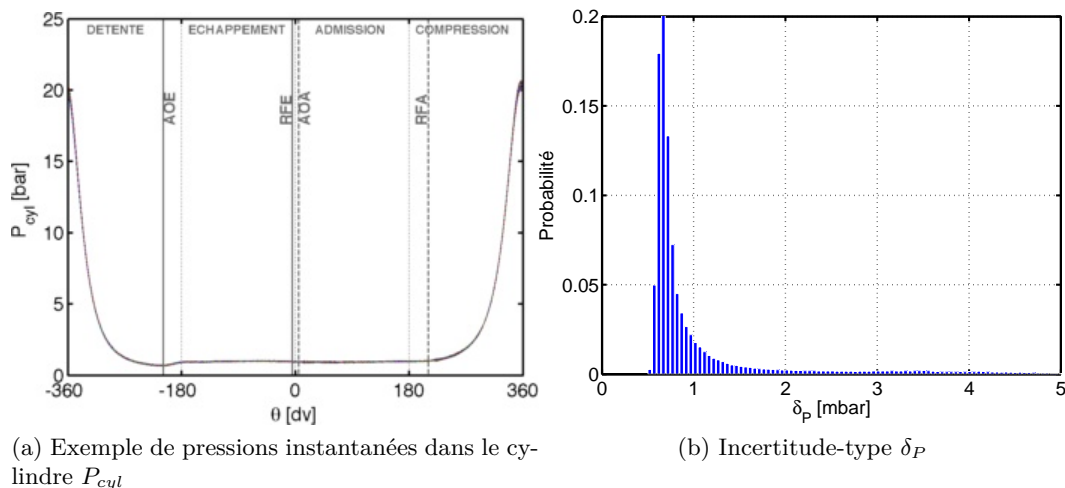 25
20
15
10
5
0
P_cyl [bar]
DETENTE
ECHAPPEMENT
ADMISSION
COMPRESSION
AOE
RFE
AOA
RFA
-360
-180
0
180
360
θ [dv]
(a) Exemple de pressions instantanées dans le cy-
lindre P_cyl
0.2
0.15
0.1
0.05
0
Probabilité
0
1
2
3
4
5
δ_P [mbar]
(b) Incertitude-type δ_P